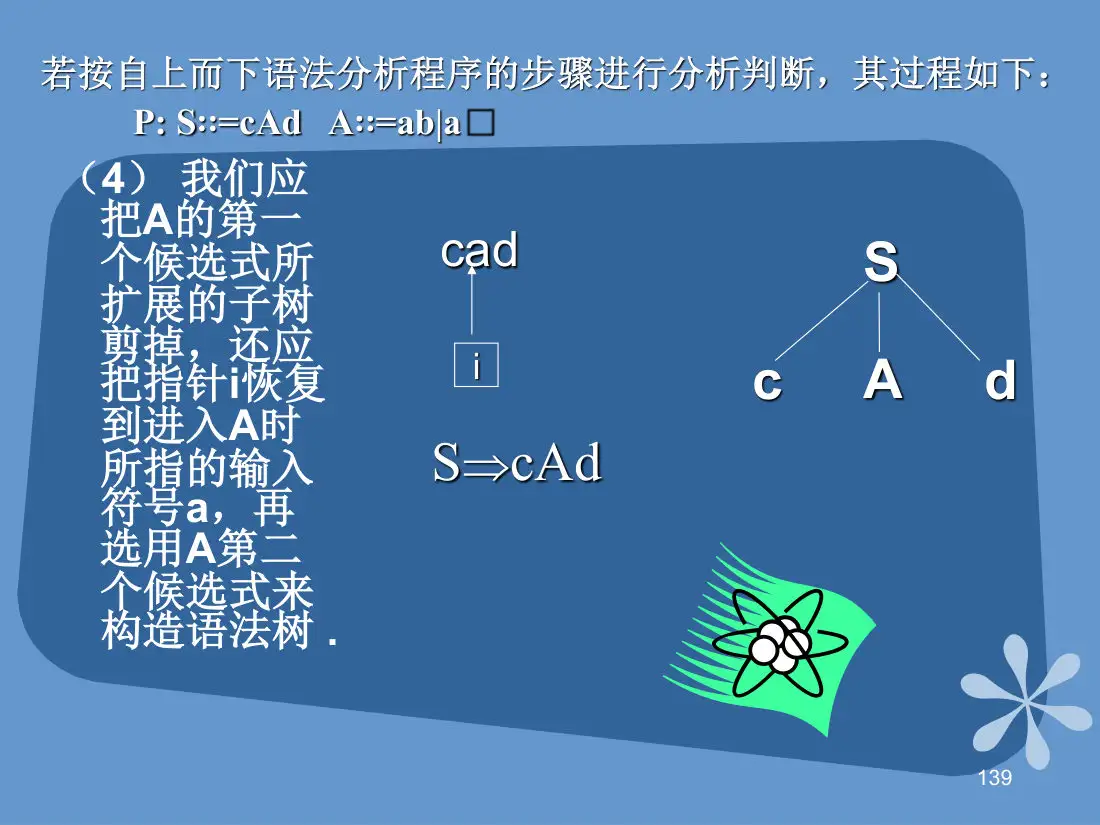 若按自上而下语法分析程序的步骤进行分析判断，其过程如下：
P: S::=cAd A::=ab|a□
（4） 我们应
把A的第一
个候选式所
扩展的子树
剪掉，还应
把指针i恢复
到进入A时
所指的输入
符号a，再
选用A第二
个候选式来
构造语法树 .
cad
i
S⇒cAd
S
c A d
139